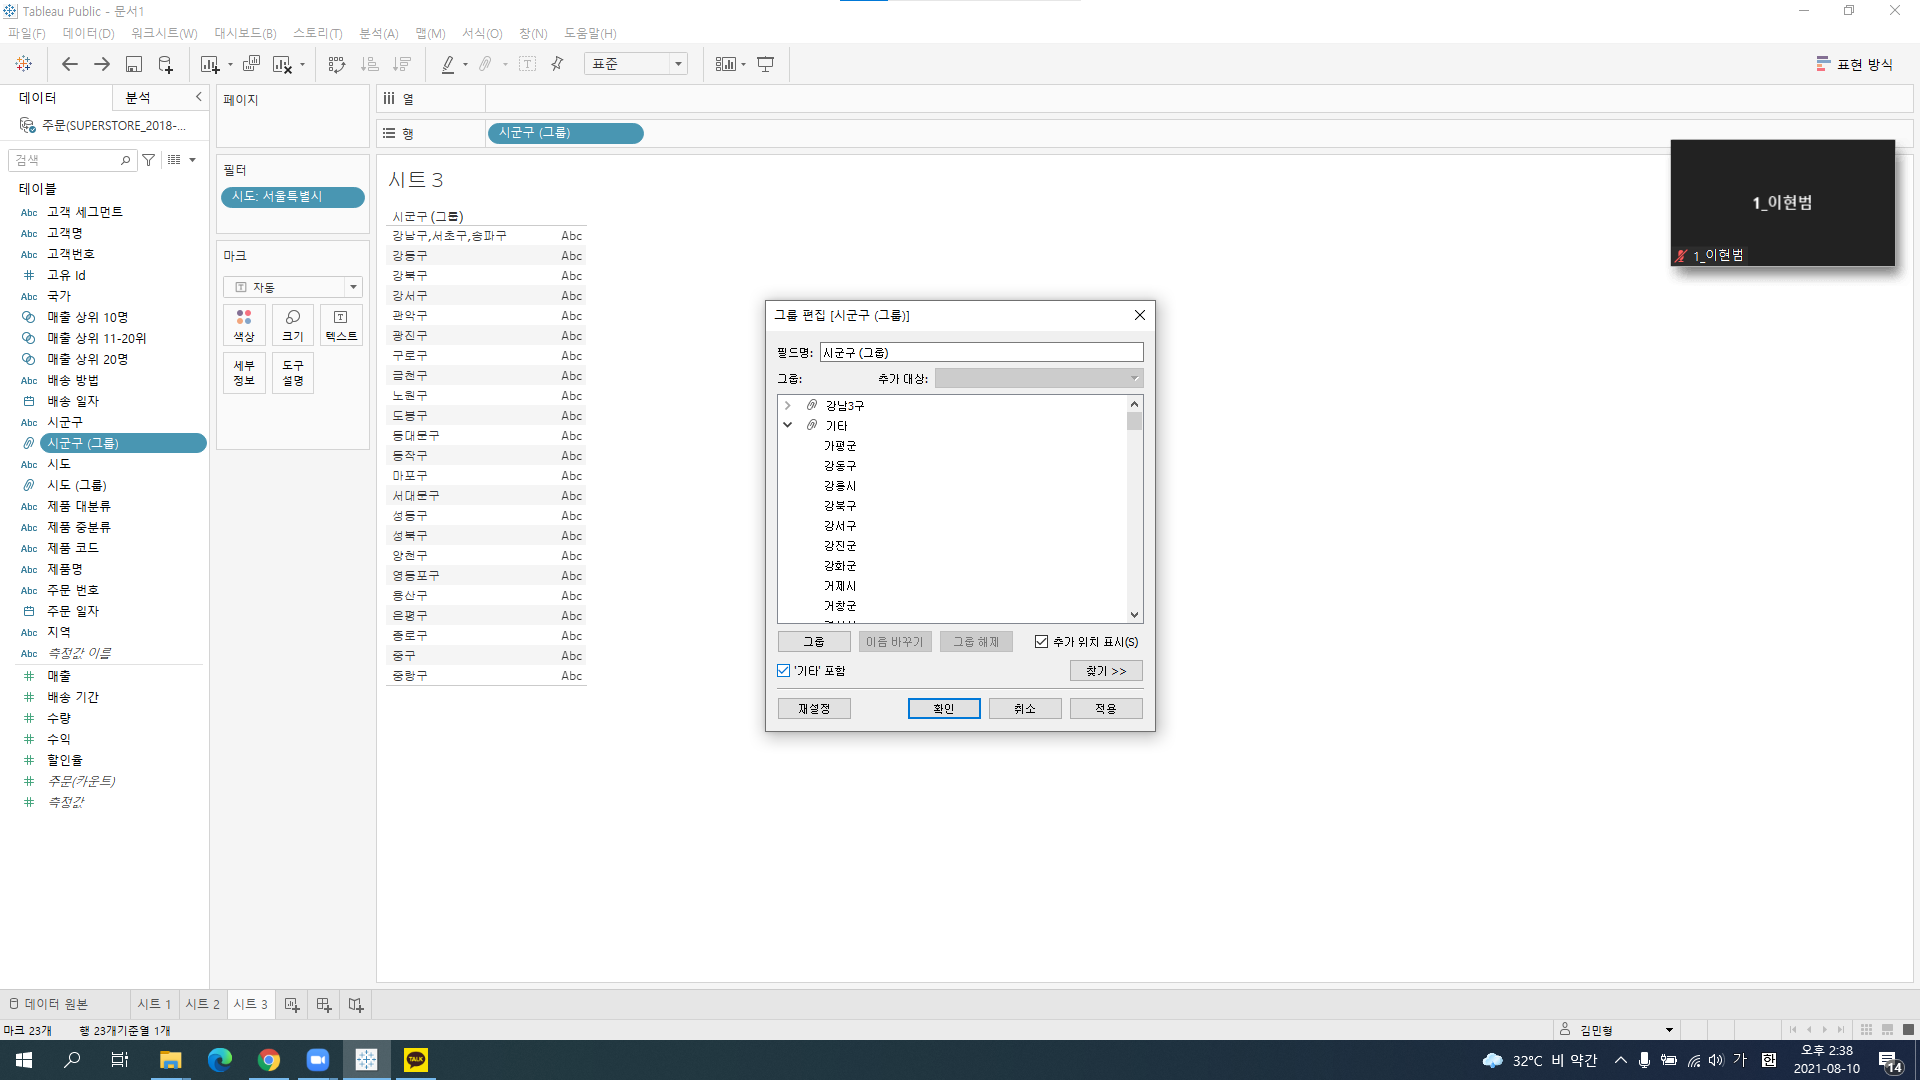 Tableau Public - 문서1
파일(F) 데이터(D) 워크시트(W) 대시보드(B) 스토리(T) 분석(A) 맵(M) 서식(O) 창(N) 도움말(H)
표준
표현 방식
데이터 분석
주문(SUPERSTORE_2018-...
검색
테이블
Abc 고객 세그먼트
Abc 고객명
Abc 고객번호
# 고유 Id
Abc 국가
매출 상위 10명
매출 상위 11-20위
매출 상위 20명
Abc 배송 방법
배송 일자
Abc 시군구
시군구 (그룹)
Abc 시도
시도 (그룹)
Abc 제품 대분류
Abc 제품 중분류
Abc 제품 코드
Abc 제품명
Abc 주문 번호
주문 일자
Abc 지역
Abc 측정값 이름
# 매출
# 배송 기간
# 수량
# 수익
# 할인율
# 주문(카운트)
# 측정값
페이지
필터
시도: 서울특별시
마크
자동
색상 크기 텍스트
세부 정보
도구 설명
열
행 시군구 (그룹)
시트 3
시군구 (그룹)
강남구,서초구,송파구 Abc
강동구 Abc
강북구 Abc
강서구 Abc
관악구 Abc
광진구 Abc
구로구 Abc
금천구 Abc
노원구 Abc
도봉구 Abc
동대문구 Abc
동작구 Abc
마포구 Abc
서대문구 Abc
성동구 Abc
성북구 Abc
양천구 Abc
영등포구 Abc
용산구 Abc
은평구 Abc
종로구 Abc
중구 Abc
중랑구 Abc
1_이현범
1_이현범
그룹 편집 [시군구 (그룹)]
필드명: 시군구 (그룹)
그룹: 추가 대상:
강남3구
기타
가평군
강동구
강릉시
강북구
강서구
강진군
강화군
거제시
거창군
그룹 이름 바꾸기 그룹 해제 추가 위치 표시(S)
'기타' 포함 찾기 >>
재설정 확인 취소 적용
데이터 원본 시트 1 시트 2 시트 3
마크 23개 행 23개기준열 1개
김민형
TALK
32°C 비 약간 가 한
오후 2:38
2021-08-10
14